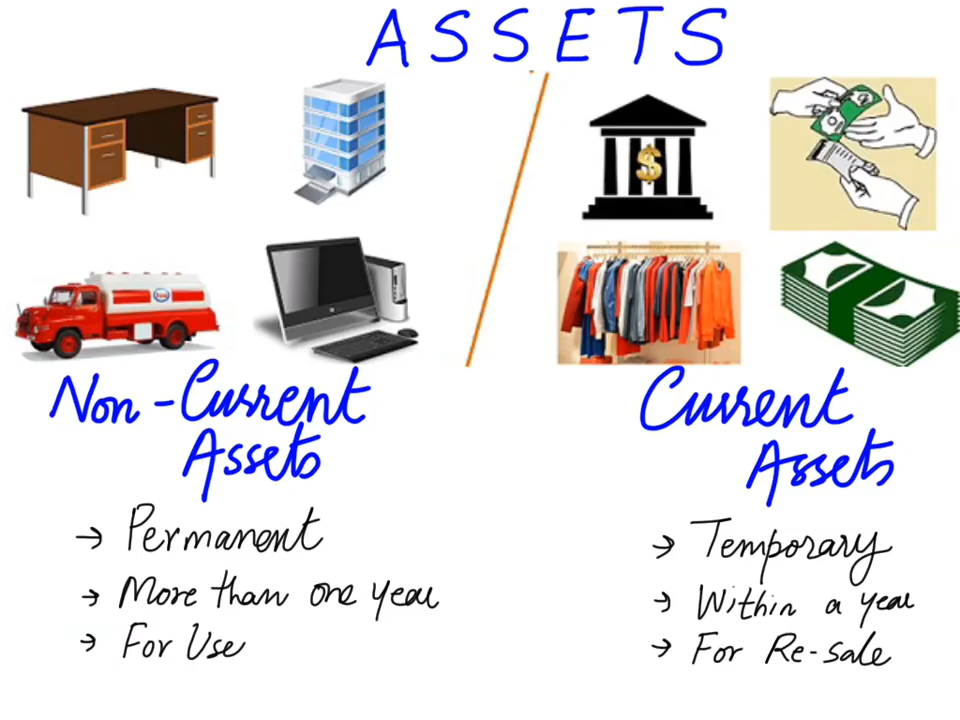 ASSETS
$
Esso
Non-Current
Assets
→ Permanent
→ More than one year
→ For Use
Current
Assets
→ Temporary
→ Within a year
→ For Re-sale